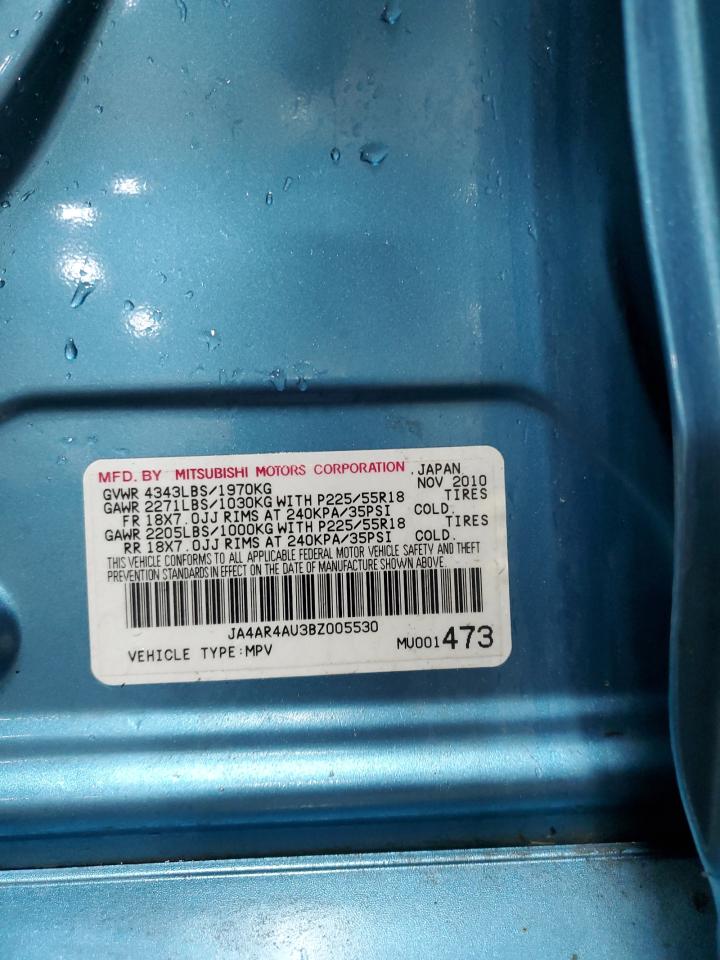 MFD. BY MITSUBISHI MOTORS CORPORATION , JAPAN
GVWR 4343LBS/1970KG NOV 2010
GAWR 2271LBS/1030KG WITH P225/55R18 TIRES
FR 18X7.0JJ RIMS AT 240KPA/35PSI COLD.
GAWR 2205LBS/1000KG WITH P225/55R18 TIRES
RR 18X7.0JJ RIMS AT 240KPA/35PSI COLD.
THIS VEHICLE CONFORMS TO ALL APPLICABLE FEDERAL MOTOR VEHICLE SAFETY AND THEFT
PREVENTION STANDARDS IN EFFECT ON THE DATE OF MANUFACTURE SHOWN ABOVE.
JA4AR4AU3BZ005530
VEHICLE TYPE:MPV MU001473